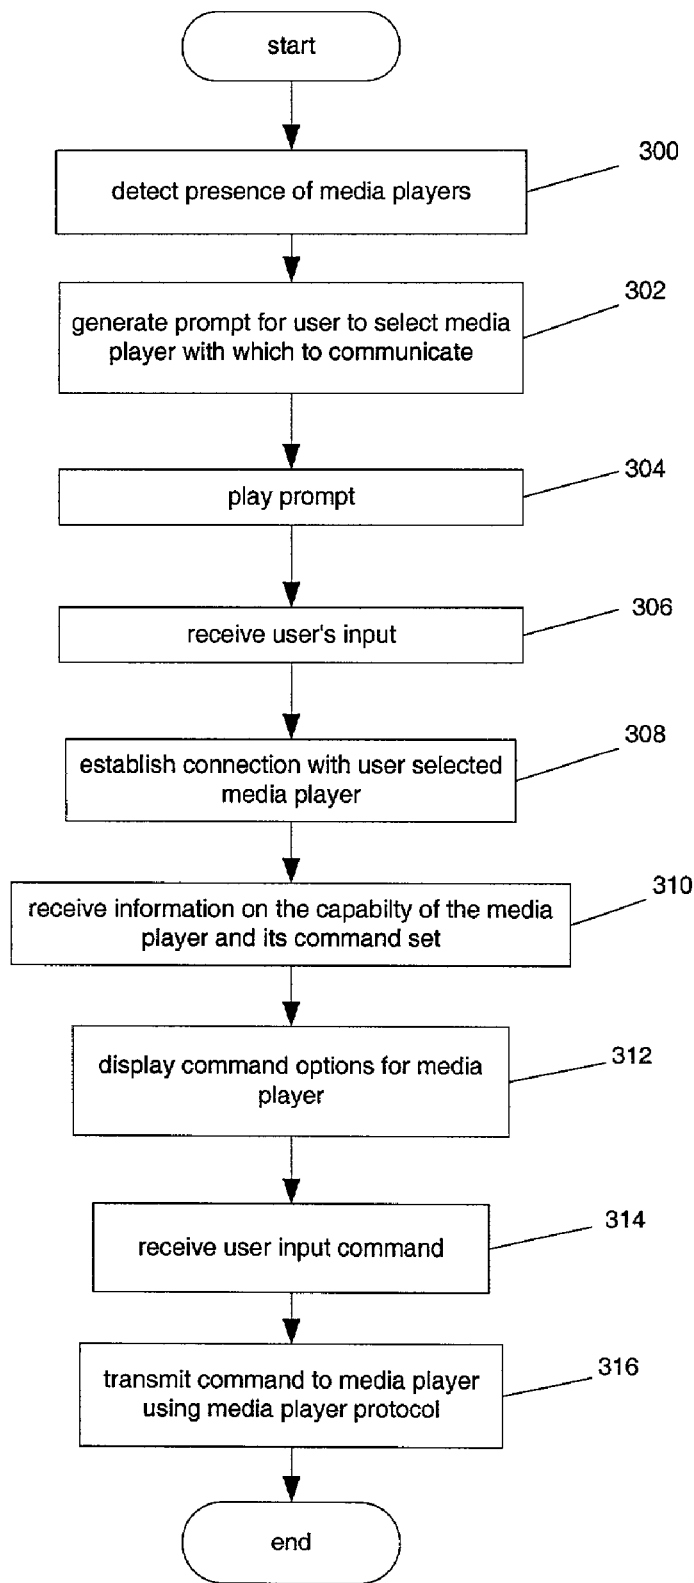 start
detect presence of media players
300
generate prompt for user to select media
player with which to communicate
302
play prompt
304
receive user's input
306
establish connection with user selected
media player
308
receive information on the capabilty of the media
player and its command set
310
display command options for media
player
312
receive user input command
314
transmit command to media player
using media player protocol
316
end